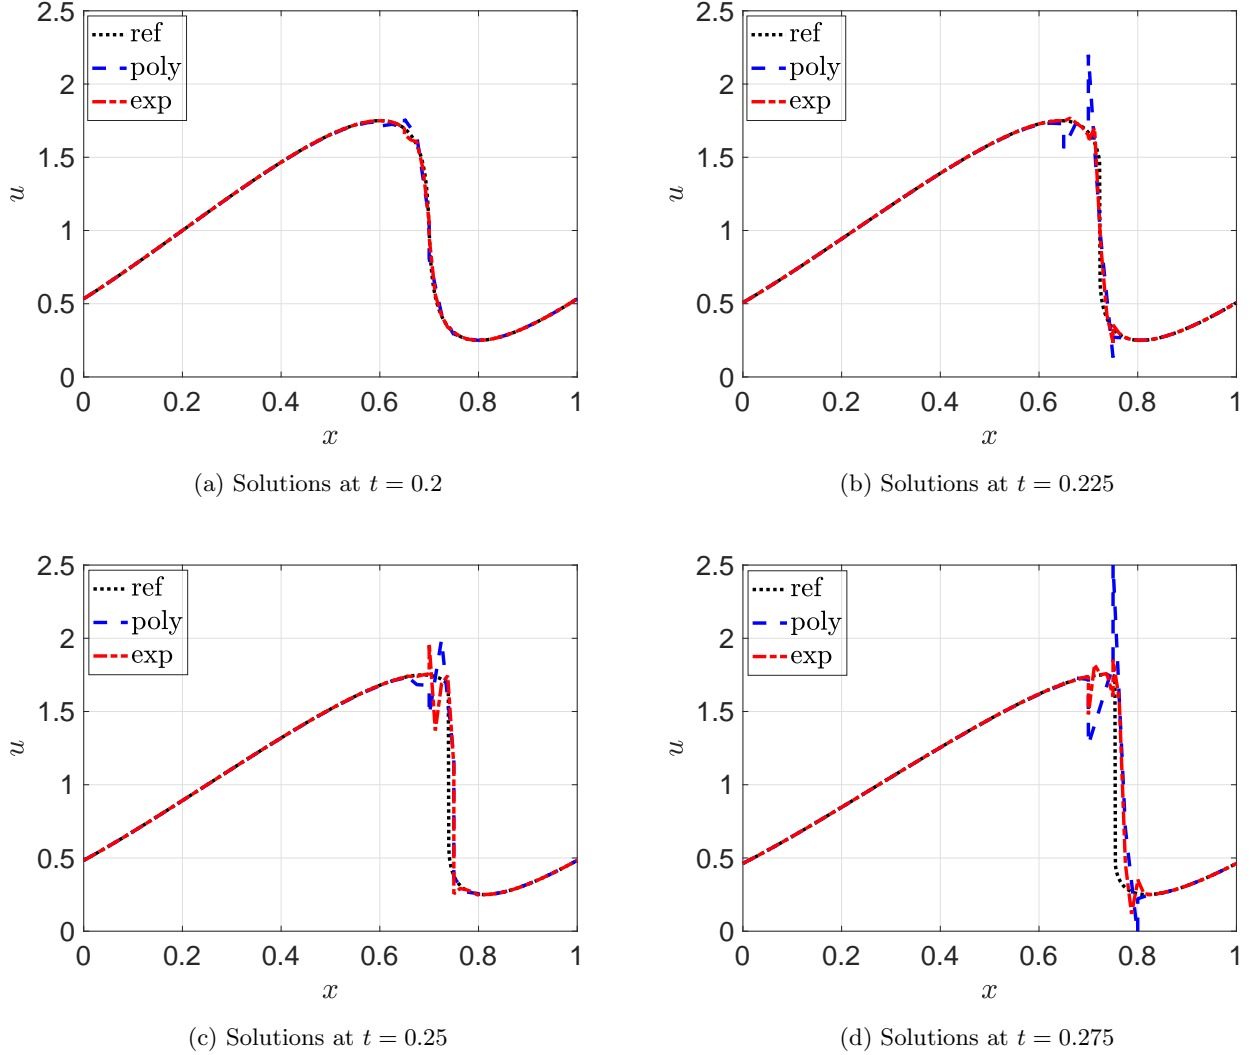 2.5
2
1.5
1
0.5
0
u
ref
poly
exp
0 0.2 0.4 0.6 0.8 1
x
(a) Solutions at t = 0.2
2.5
2
1.5
1
0.5
0
u
ref
poly
exp
0 0.2 0.4 0.6 0.8 1
x
(b) Solutions at t = 0.225
2.5
2
1.5
1
0.5
0
u
ref
poly
exp
0 0.2 0.4 0.6 0.8 1
x
(c) Solutions at t = 0.25
2.5
2
1.5
1
0.5
0
u
ref
poly
exp
0 0.2 0.4 0.6 0.8 1
x
(d) Solutions at t = 0.275